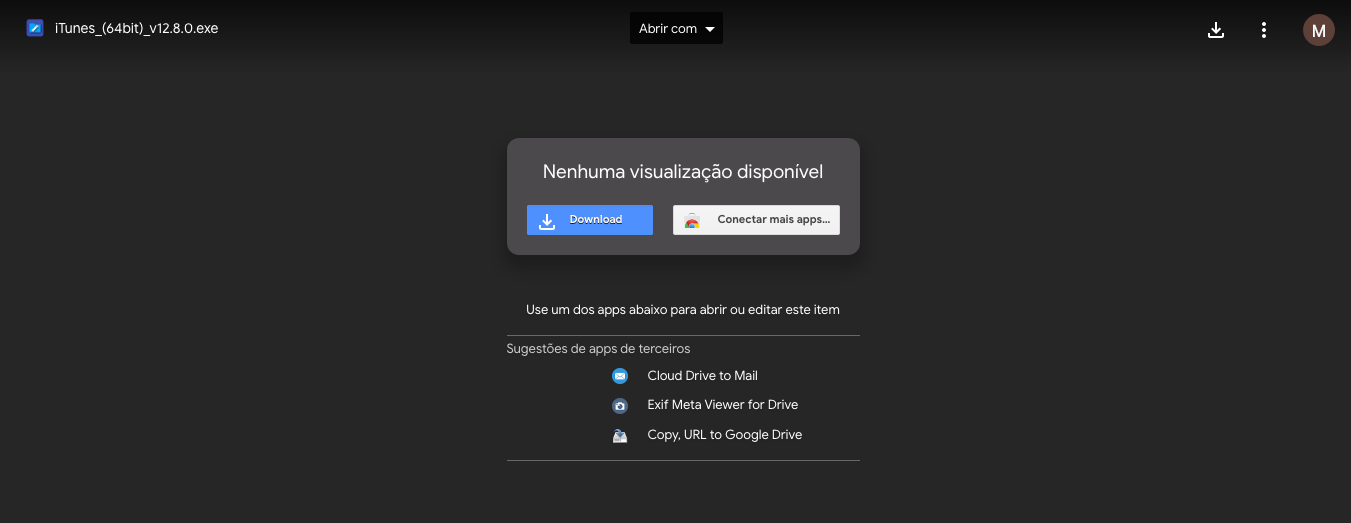 iTunes_(64bit)_v12.8.0.exe
Abrir com
M
Nenhuma visualização disponível
Download
Conectar mais apps...
Use um dos apps abaixo para abrir ou editar este item
Sugestões de apps de terceiros
Cloud Drive to Mail
Exif Meta Viewer for Drive
Copy, URL to Google Drive